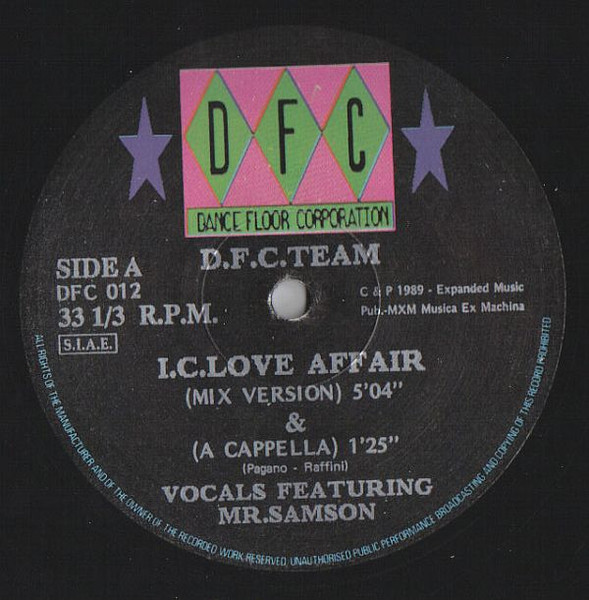 D F C
DANCE FLOOR CORPORATION
D.F.C.TEAM
SIDE A
DFC 012
33 1/3 R.P.M.
S.I.A.E.
C & P 1989 - Expanded Music
Pub.-MXM Musica Ex Machina
I.C.LOVE AFFAIR
(MIX VERSION) 5'04"
&
(A CAPPELLA) 1'25"
(Pagano - Raffini)
VOCALS FEATURING
MR.SAMSON
ALL RIGHTS OF THE MANUFACTURER AND OF THE OWNER OF THE RECORDED WORK RESERVED. UNAUTHORISED PUBLIC PERFORMANCE BROADCASTING AND COPYING OF THIS RECORD PROHIBITED